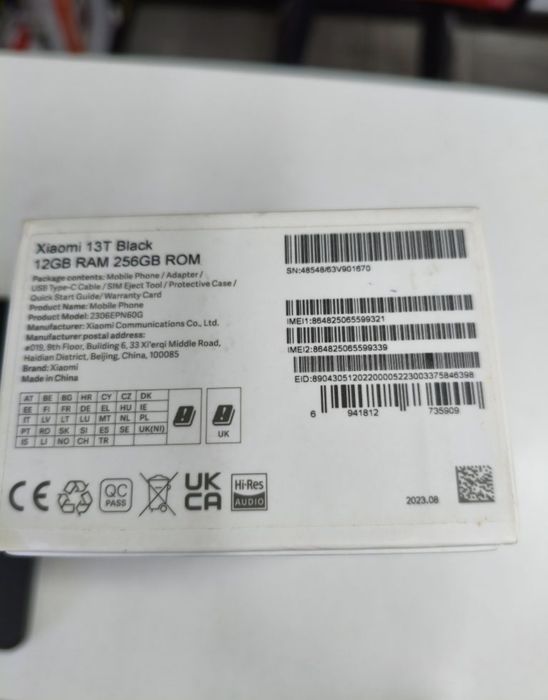 Xiaomi 13T Black
12GB RAM 256GB ROM
Package contents: Mobile Phone / Adapter /
USB Type-C Cable / SIM Eject Tool / Protective Case /
Quick Start Guide/ Warranty Card
Product Name: Mobile Phone
Product Model: 2306EPN60G
Manufacturer: Xiaomi Communications Co., Ltd.
Manufacturer postal address:
#019, 9th Floor, Building 6, 33 Xi'erqi Middle Road,
Haidian District, Beijing, China, 100085
Brand: Xiaomi
Made in China
AT BE BG HR CY CZ DK
EE FI FR DE EL HU IE
IT LV LT LU MT NL PL
PT RO SK SI ES SE UK(NI)
IS LI NO CH TR
UK
CE
QC
PASS
UK
CA
Hi-Res
AUDIO
SN:48548/63V901670
IMEI1:864825065599321
IMEI2:864825065599339
EID:89043051202200005223003375846398
6 941812 735909
2023.08